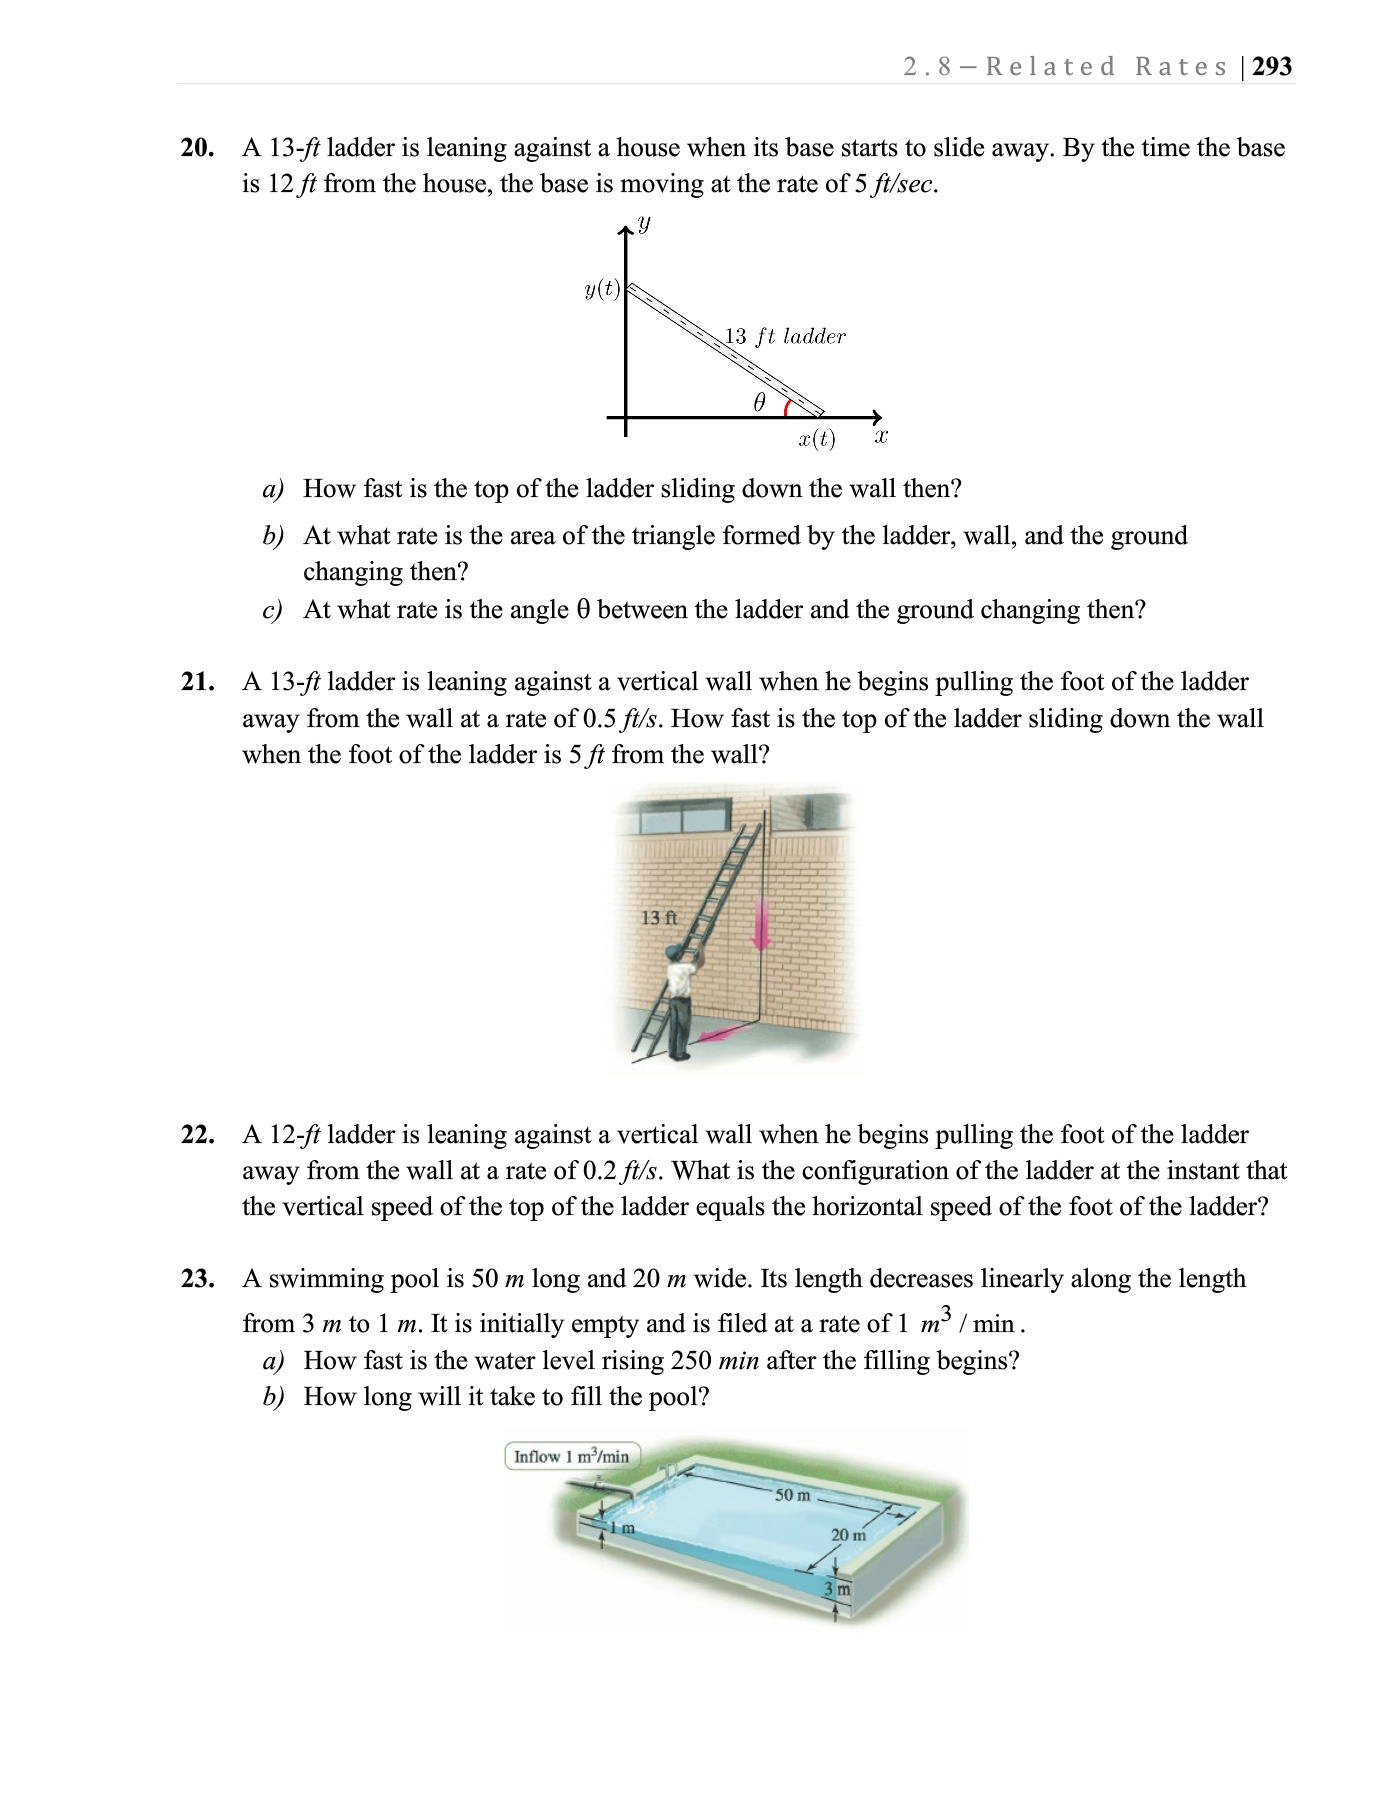 2.8 – Related Rates | 293
20. A 13-ft ladder is leaning against a house when its base starts to slide away. By the time the base
is 12 ft from the house, the base is moving at the rate of 5 ft/sec.
y
y(t)
13 ft ladder
θ
x(t)
x
a) How fast is the top of the ladder sliding down the wall then?
b) At what rate is the area of the triangle formed by the ladder, wall, and the ground
changing then?
c) At what rate is the angle θ between the ladder and the ground changing then?
21. A 13-ft ladder is leaning against a vertical wall when he begins pulling the foot of the ladder
away from the wall at a rate of 0.5 ft/s. How fast is the top of the ladder sliding down the wall
when the foot of the ladder is 5 ft from the wall?
13 ft
22. A 12-ft ladder is leaning against a vertical wall when he begins pulling the foot of the ladder
away from the wall at a rate of 0.2 ft/s. What is the configuration of the ladder at the instant that
the vertical speed of the top of the ladder equals the horizontal speed of the foot of the ladder?
23. A swimming pool is 50 m long and 20 m wide. Its length decreases linearly along the length
from 3 m to 1 m. It is initially empty and is filed at a rate of 1 m³ / min .
a) How fast is the water level rising 250 min after the filling begins?
b) How long will it take to fill the pool?
Inflow 1 m³/min
50 m
1 m
20 m
3 m